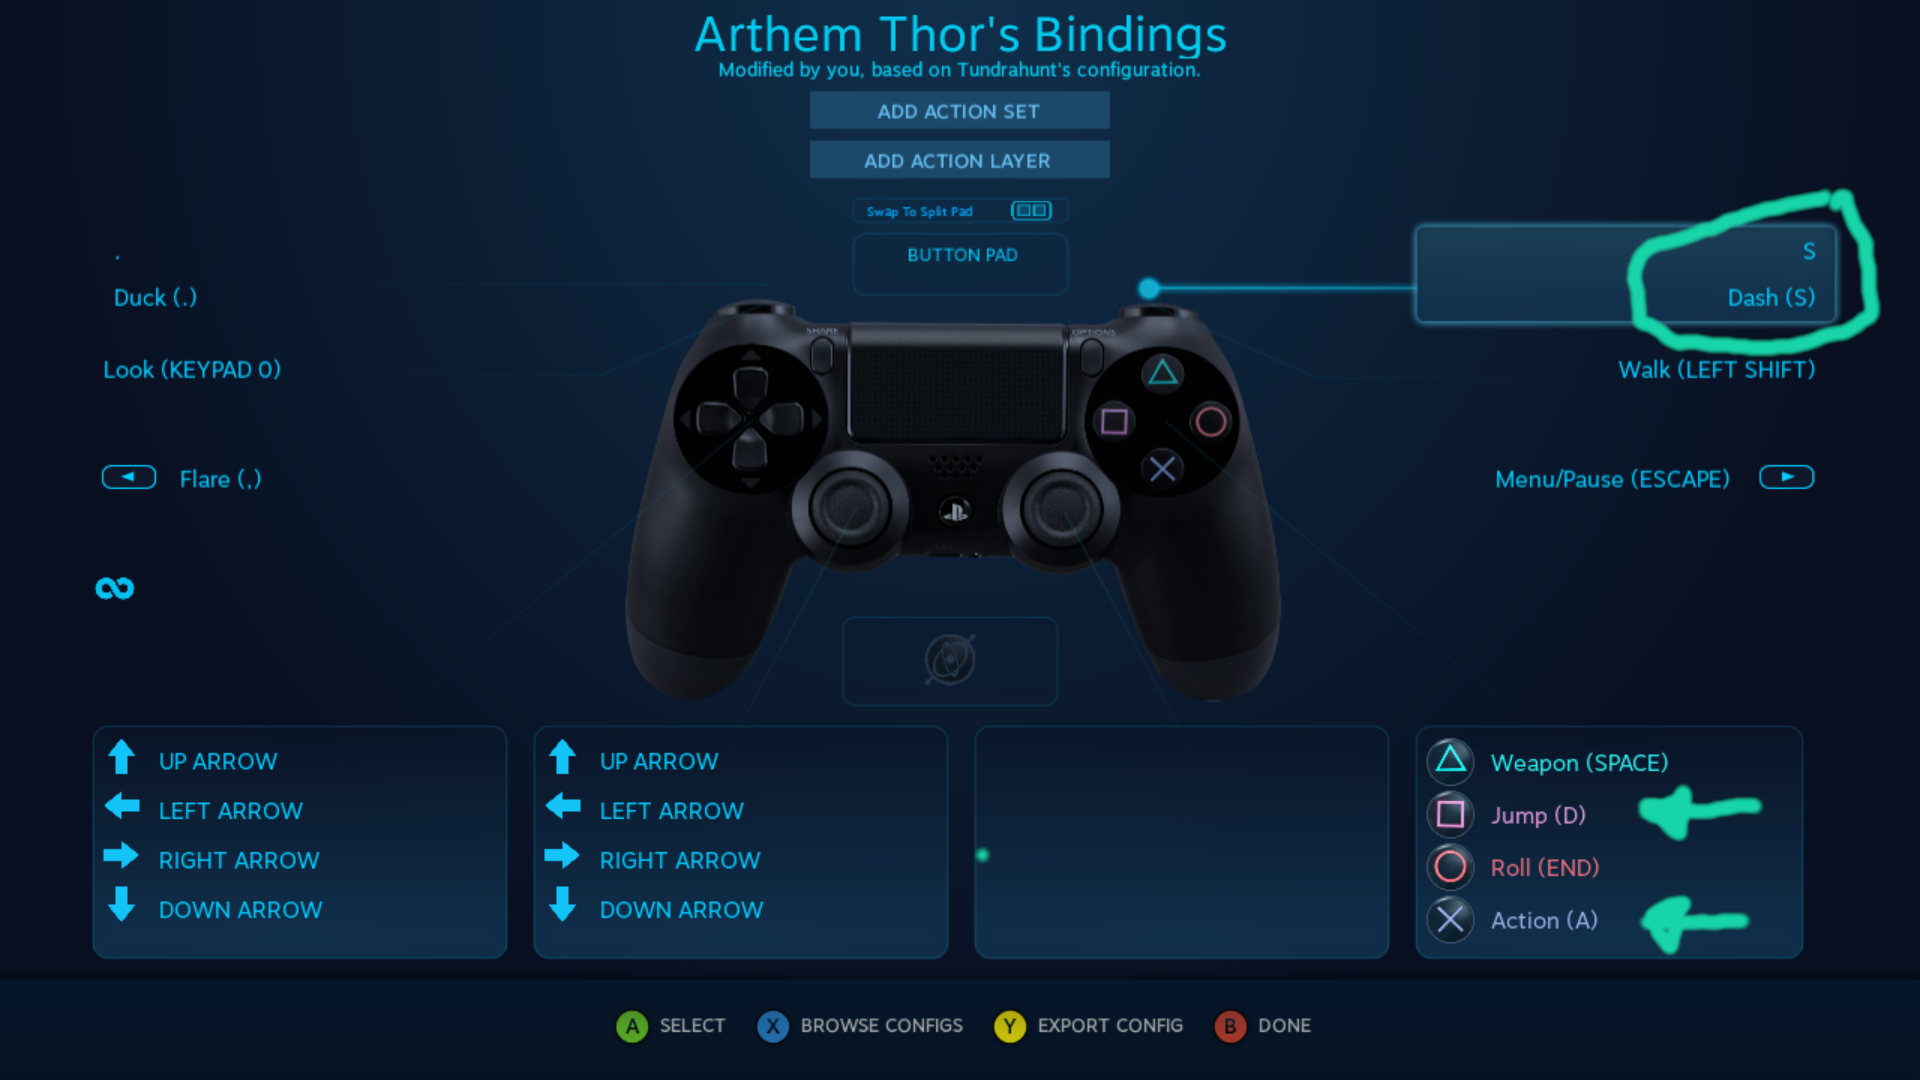 Arthem Thor's Bindings
Modified by you, based on Tundrahunt's configuration.
ADD ACTION SET
ADD ACTION LAYER
Swap To Split Pad
BUTTON PAD
.
Duck (.)
S
Dash (S)
SHARE
OPTIONS
Look (KEYPAD 0)
Walk (LEFT SHIFT)
Flare (,)
Menu/Pause (ESCAPE)
UP ARROW
LEFT ARROW
RIGHT ARROW
DOWN ARROW
UP ARROW
LEFT ARROW
RIGHT ARROW
DOWN ARROW
Weapon (SPACE)
Jump (D)
Roll (END)
Action (A)
A SELECT
X BROWSE CONFIGS
Y EXPORT CONFIG
B DONE